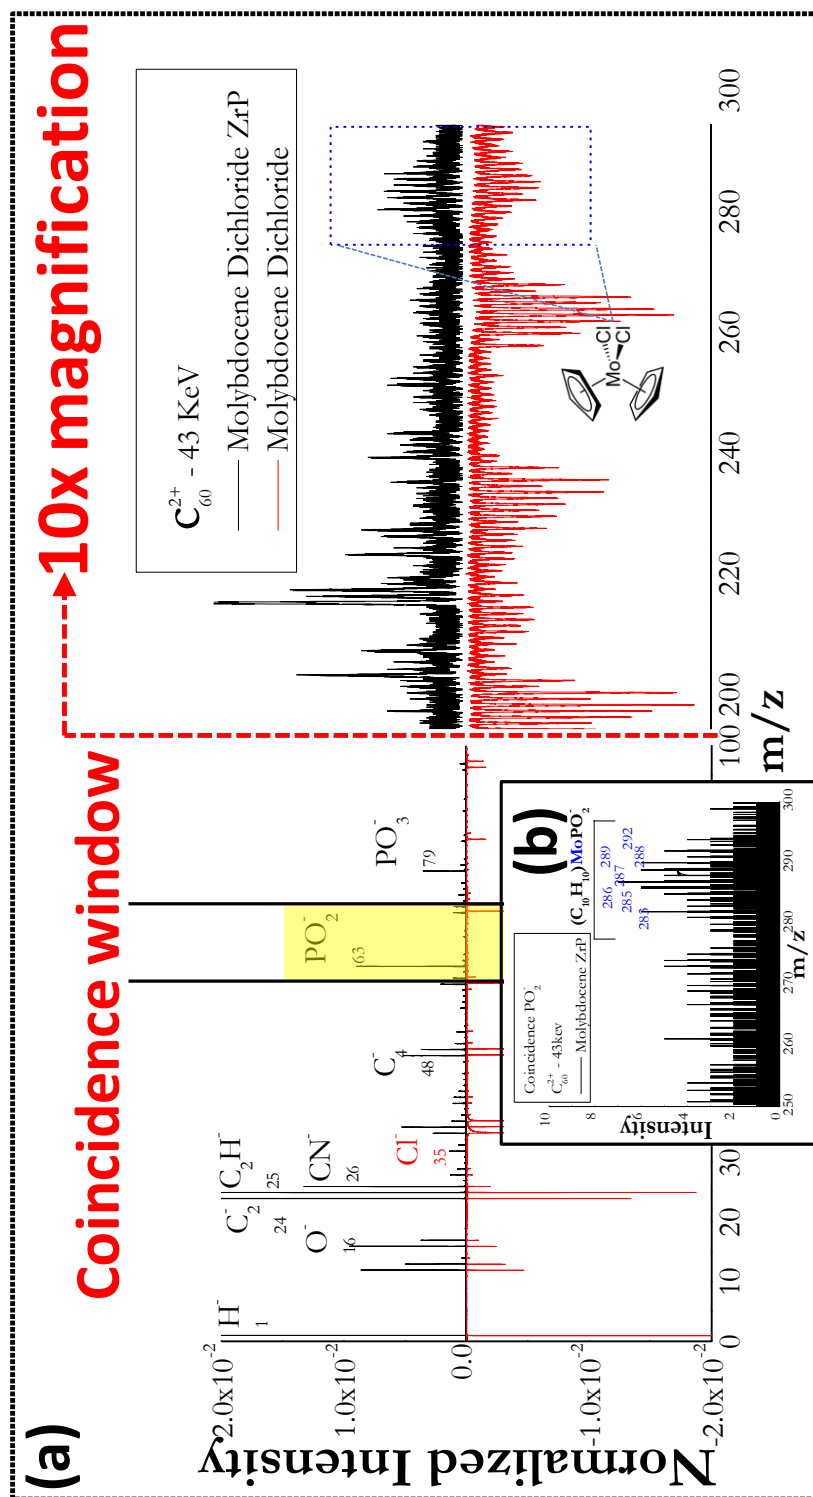 (a)
Coincidence window
10x magnification
C₆₀²⁺ - 43 KeV
Molybdocene Dichloride ZrP
Molybdocene Dichloride
Normalized Intensity
2.0x10⁻²
1.0x10⁻²
0.0
-1.0x10⁻²
-2.0x10⁻²
H⁻
1
O⁻
16
C₂⁻
24
C₂H⁻
25
CN⁻
26
Cl⁻
35
C₄⁻
48
PO₂⁻
63
PO₃⁻
79
Mo
Cl
Cl
0
10
20
30
100
200
220
240
260
280
300
m/z
(b)
Coincidence PO₂⁻
C₆₀²⁺ - 43kev
Molybdocene ZrP
(C₁₀H₁₀)MoPO₂⁻
283
285
286
287
288
289
292
Intensity
10
8
6
4
2
0
250
260
270
280
290
300
m/z